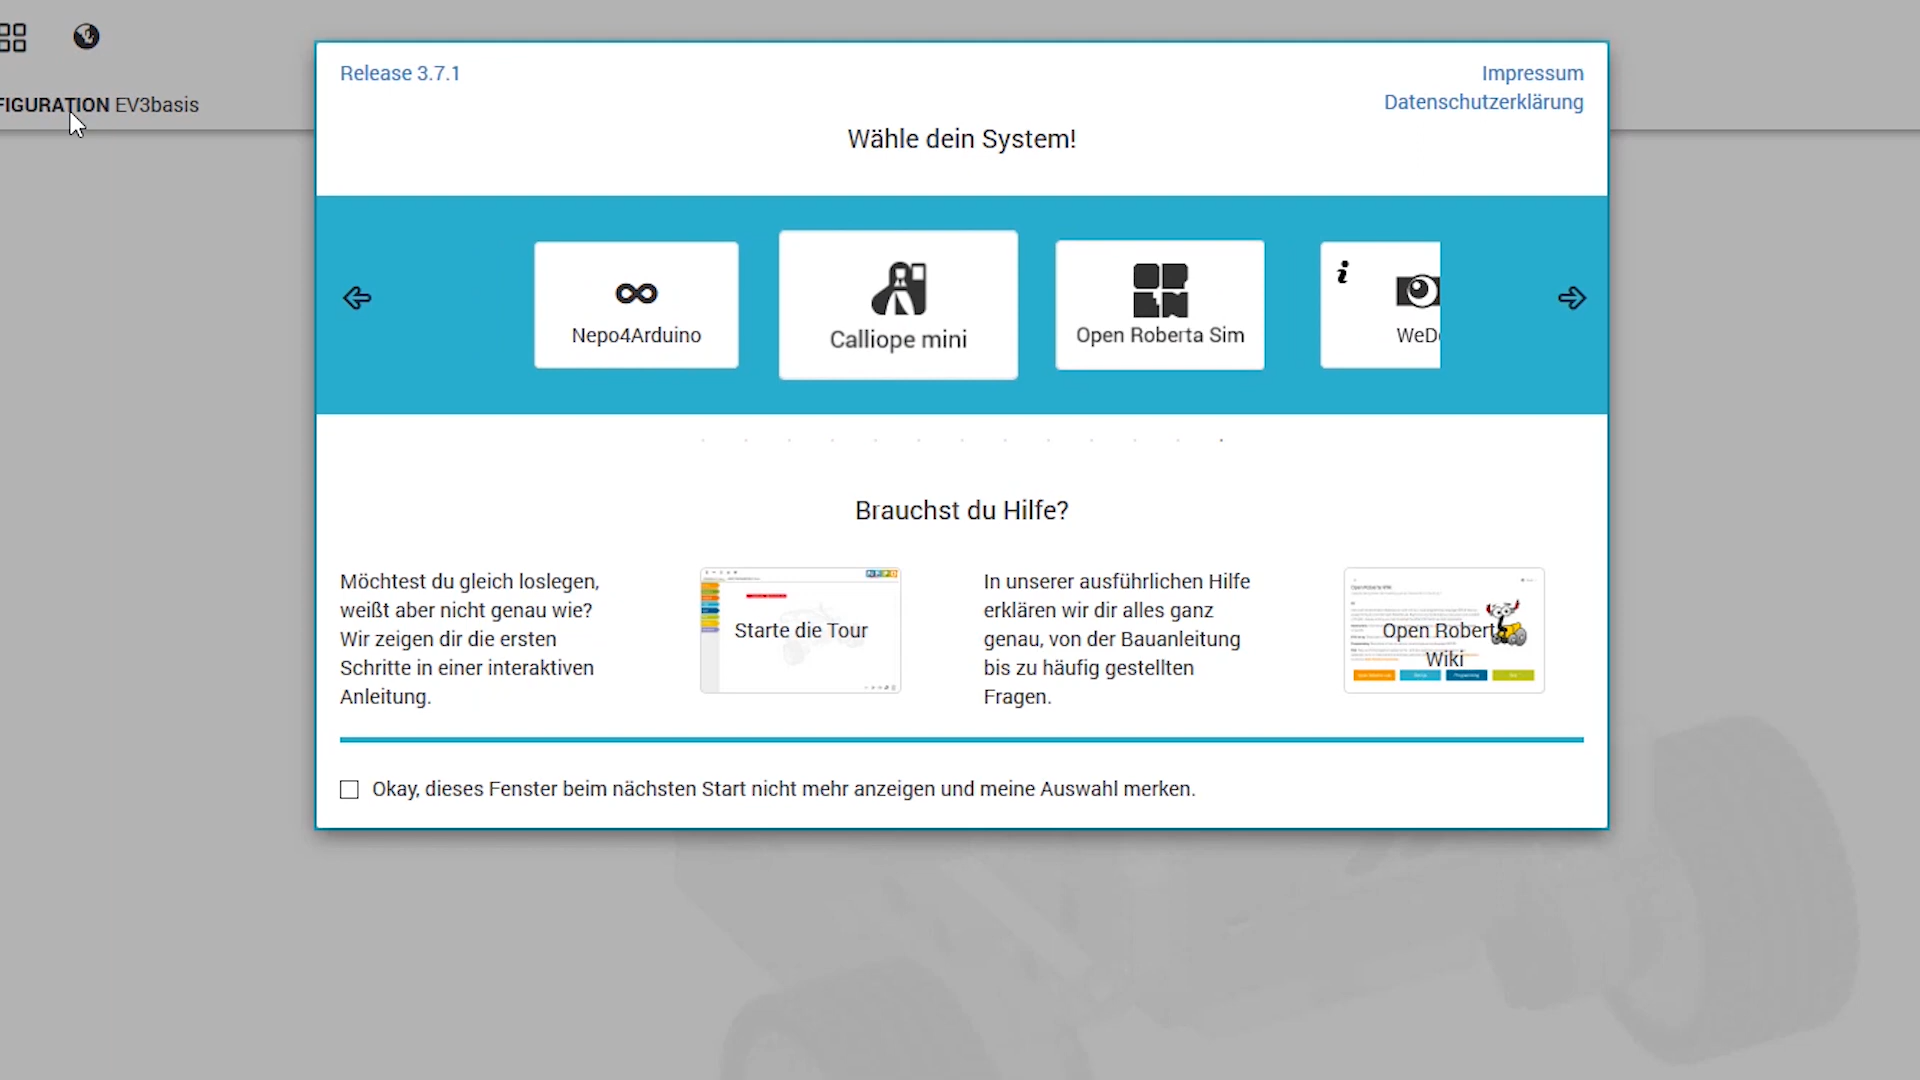 FIGURATION EV3basis
Release 3.7.1
Impressum
Datenschutzerklärung
Wähle dein System!
Nepo4Arduino
Calliope mini
Open Roberta Sim
i
WeD
Brauchst du Hilfe?
Möchtest du gleich loslegen,
weißt aber nicht genau wie?
Wir zeigen dir die ersten
Schritte in einer interaktiven
Anleitung.
Starte die Tour
In unserer ausführlichen Hilfe
erklären wir dir alles ganz
genau, von der Bauanleitung
bis zu häufig gestellten
Fragen.
Open Robert
Wiki
Okay, dieses Fenster beim nächsten Start nicht mehr anzeigen und meine Auswahl merken.